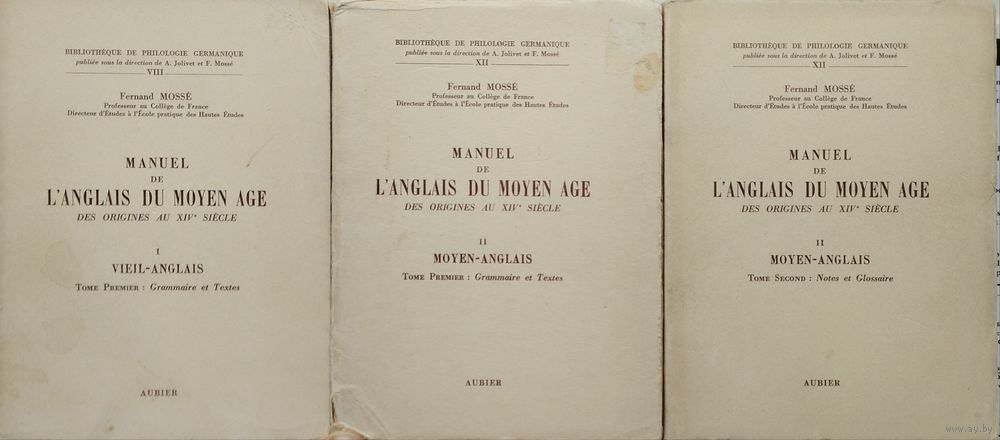 BIBLIOTHÈQUE DE PHILOLOGIE GERMANIQUE
publiée sous la direction de A. Jolivet et F. Mossé
VIII
Fernand MOSSÉ
Professeur au Collège de France
Directeur d'Études à l'École pratique des Hautes Études
MANUEL
DE
L'ANGLAIS DU MOYEN AGE
DES ORIGINES AU XIVe SIÈCLE
I
VIEIL-ANGLAIS
TOME PREMIER : Grammaire et Textes
AUBIER
BIBLIOTHÈQUE DE PHILOLOGIE GERMANIQUE
publiée sous la direction de A. Jolivet et F. Mossé
XII
Fernand MOSSÉ
Professeur au Collège de France
Directeur d'Études à l'École pratique des Hautes Études
MANUEL
DE
L'ANGLAIS DU MOYEN AGE
DES ORIGINES AU XIVe SIÈCLE
II
MOYEN-ANGLAIS
TOME PREMIER : Grammaire et Textes
AUBIER
BIBLIOTHÈQUE DE PHILOLOGIE GERMANIQUE
publiée sous la direction de A. Jolivet et F. Mossé
XII
Fernand MOSSÉ
Professeur au Collège de France
Directeur d'Études à l'École pratique des Hautes Études
MANUEL
DE
L'ANGLAIS DU MOYEN AGE
DES ORIGINES AU XIVe SIÈCLE
II
MOYEN-ANGLAIS
TOME SECOND : Notes et Glossaire
AUBIER
www.ay.by